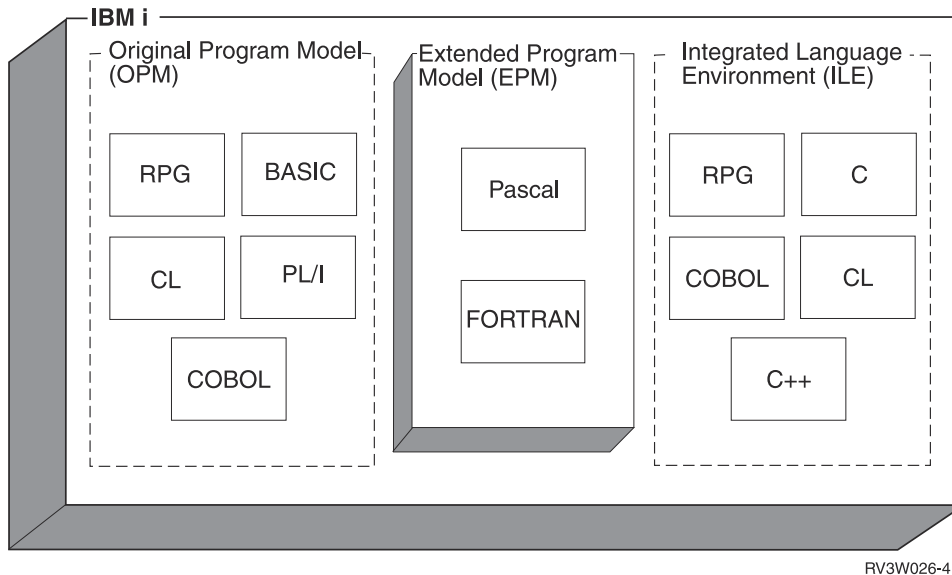 IBM i
Original Program Model
(OPM)
RPG
BASIC
CL
PL/I
COBOL
Extended Program
Model (EPM)
Pascal
FORTRAN
Integrated Language
Environment (ILE)
RPG
C
COBOL
CL
C++
RV3W026-4